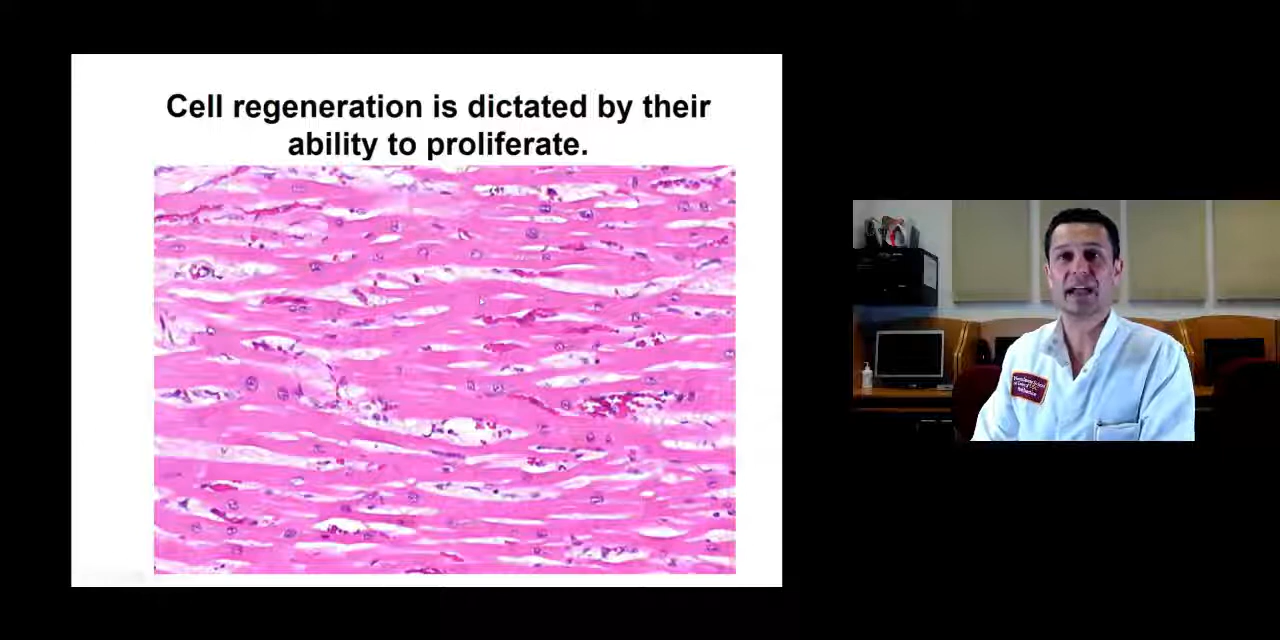 Cell regeneration is dictated by their
ability to proliferate.